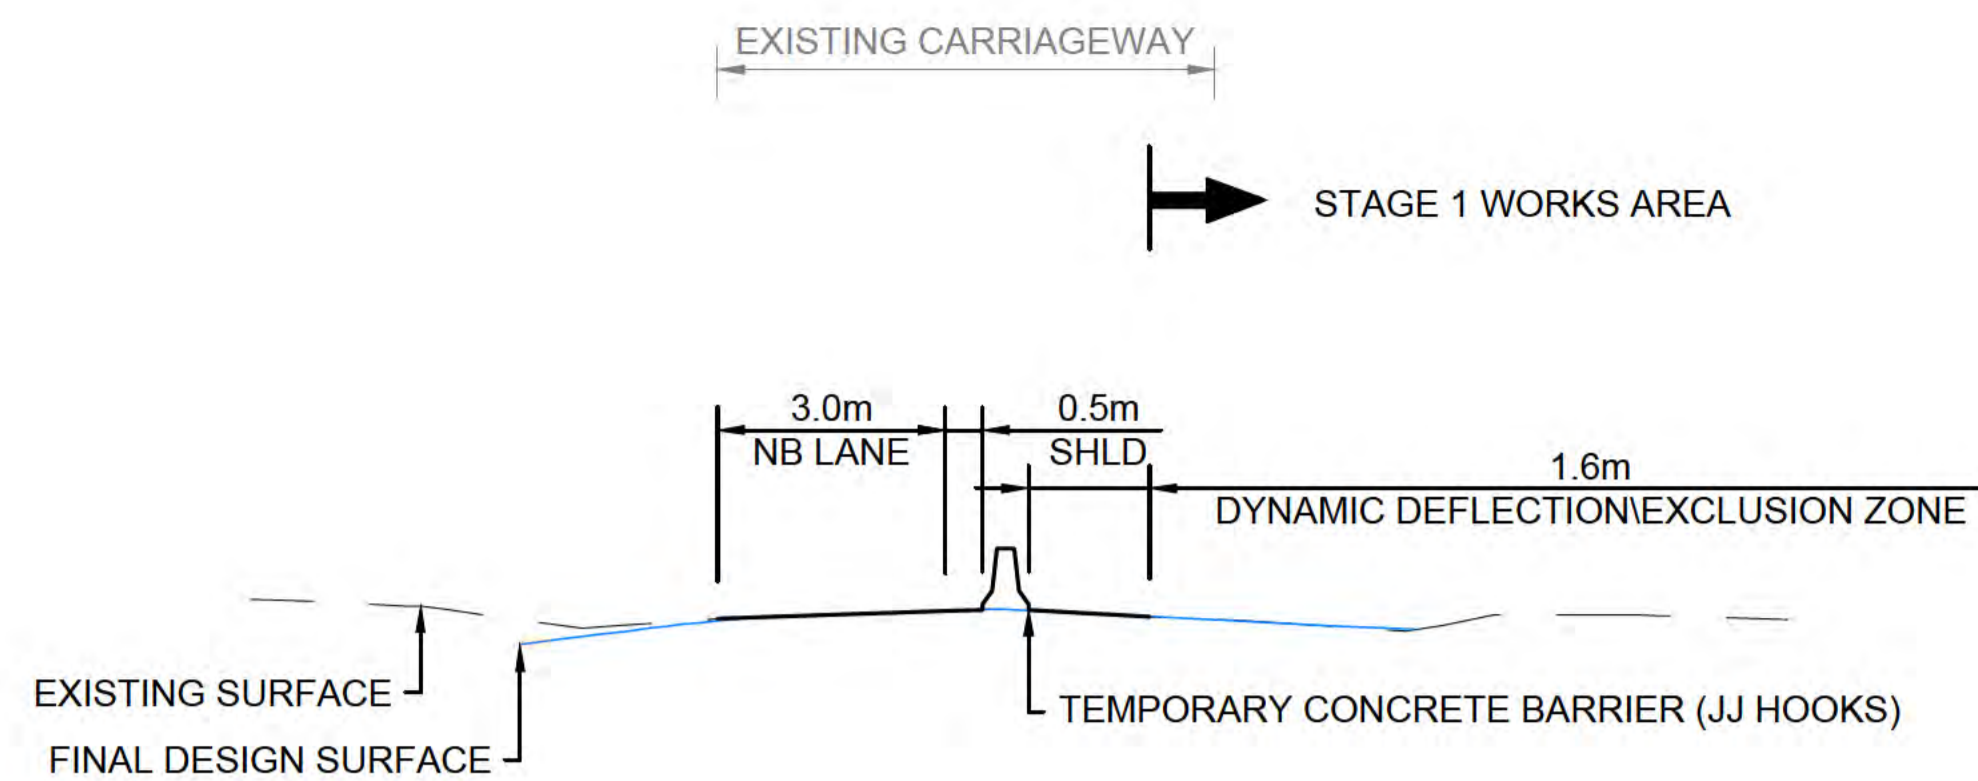 EXISTING CARRIAGEWAY
STAGE 1 WORKS AREA
3.0m
NB LANE
0.5m
SHLD
1.6m
DYNAMIC DEFLECTION\EXCLUSION ZONE
EXISTING SURFACE
TEMPORARY CONCRETE BARRIER (JJ HOOKS)
FINAL DESIGN SURFACE